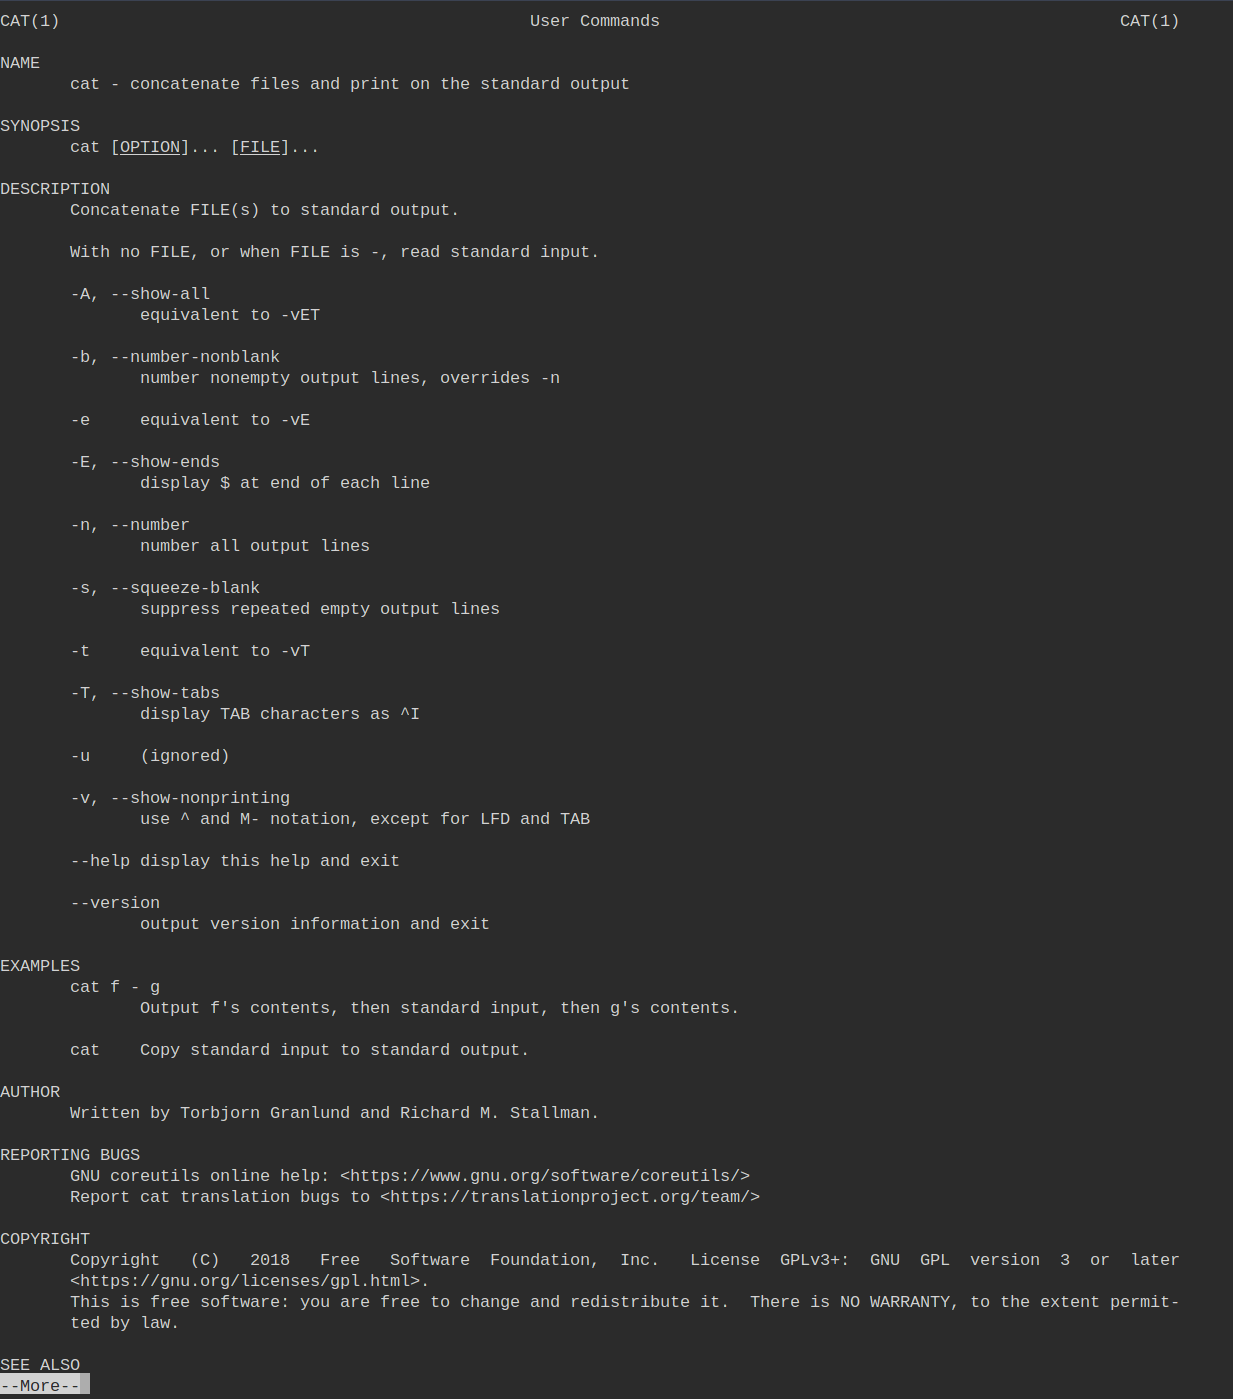 CAT(1) User Commands CAT(1)
NAME
cat - concatenate files and print on the standard output
SYNOPSIS
cat [OPTION]... [FILE]...
DESCRIPTION
Concatenate FILE(s) to standard output.
With no FILE, or when FILE is -, read standard input.
-A, --show-all
equivalent to -vET
-b, --number-nonblank
number nonempty output lines, overrides -n
-e equivalent to -vE
-E, --show-ends
display $ at end of each line
-n, --number
number all output lines
-s, --squeeze-blank
suppress repeated empty output lines
-t equivalent to -vT
-T, --show-tabs
display TAB characters as ^I
-u (ignored)
-v, --show-nonprinting
use ^ and M- notation, except for LFD and TAB
--help display this help and exit
--version
output version information and exit
EXAMPLES
cat f - g
Output f's contents, then standard input, then g's contents.
cat Copy standard input to standard output.
AUTHOR
Written by Torbjorn Granlund and Richard M. Stallman.
REPORTING BUGS
GNU coreutils online help: <https://www.gnu.org/software/coreutils/>
Report cat translation bugs to <https://translationproject.org/team/>
COPYRIGHT
Copyright (C) 2018 Free Software Foundation, Inc. License GPLv3+: GNU GPL version 3 or later
<https://gnu.org/licenses/gpl.html>.
This is free software: you are free to change and redistribute it. There is NO WARRANTY, to the extent permit-
ted by law.
SEE ALSO
--More--